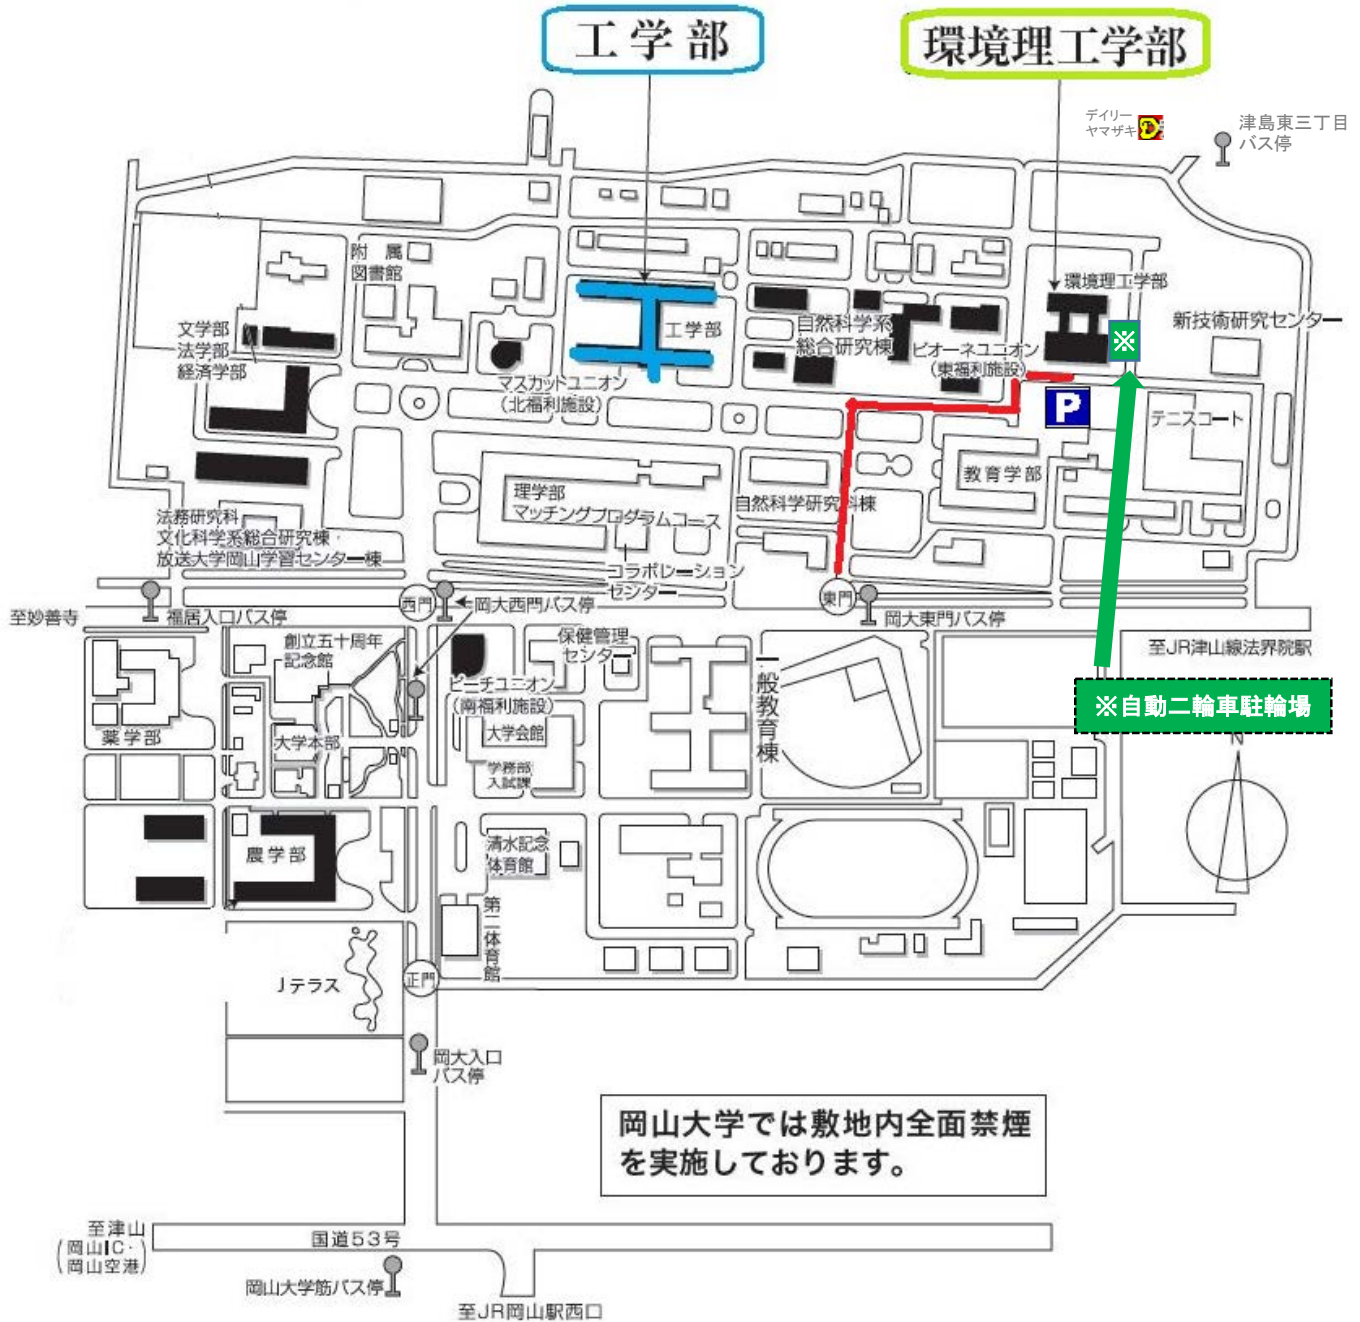 工学部
環境理工学部
デイリー
ヤマザキ
津島東三丁目
バス停
附属
図書館
環境理工学部
新技術研究センター
文学部
法学部
経済学部
工学部
自然科学系
総合研究棟
ピオーネユニオン
(東福利施設)
※
マスカットユニオン
(北福利施設)
P
テニスコート
教育学部
理学部
マッチングプログラムコース
自然科学研究科棟
法務研究科
文化科学系総合研究棟・
放送大学岡山学習センター棟
コラボレーション
センター
至妙善寺
福居入口バス停
西門
岡大西門バス停
東門
岡大東門バス停
至JR津山線法界院駅
創立五十周年
記念館
保健管理
センター
一般教育棟
ピーチユニオン
(南福利施設)
※自動二輪車駐輪場
薬学部
大学本部
大学会館
学務部
入試課
N
農学部
清水記念
体育館
第二体育館
Jテラス
正門
岡大入口
バス停
岡山大学では敷地内全面禁煙
を実施しております。
至津山
(岡山IC・
岡山空港)
国道53号
岡山大学筋バス停
至JR岡山駅西口